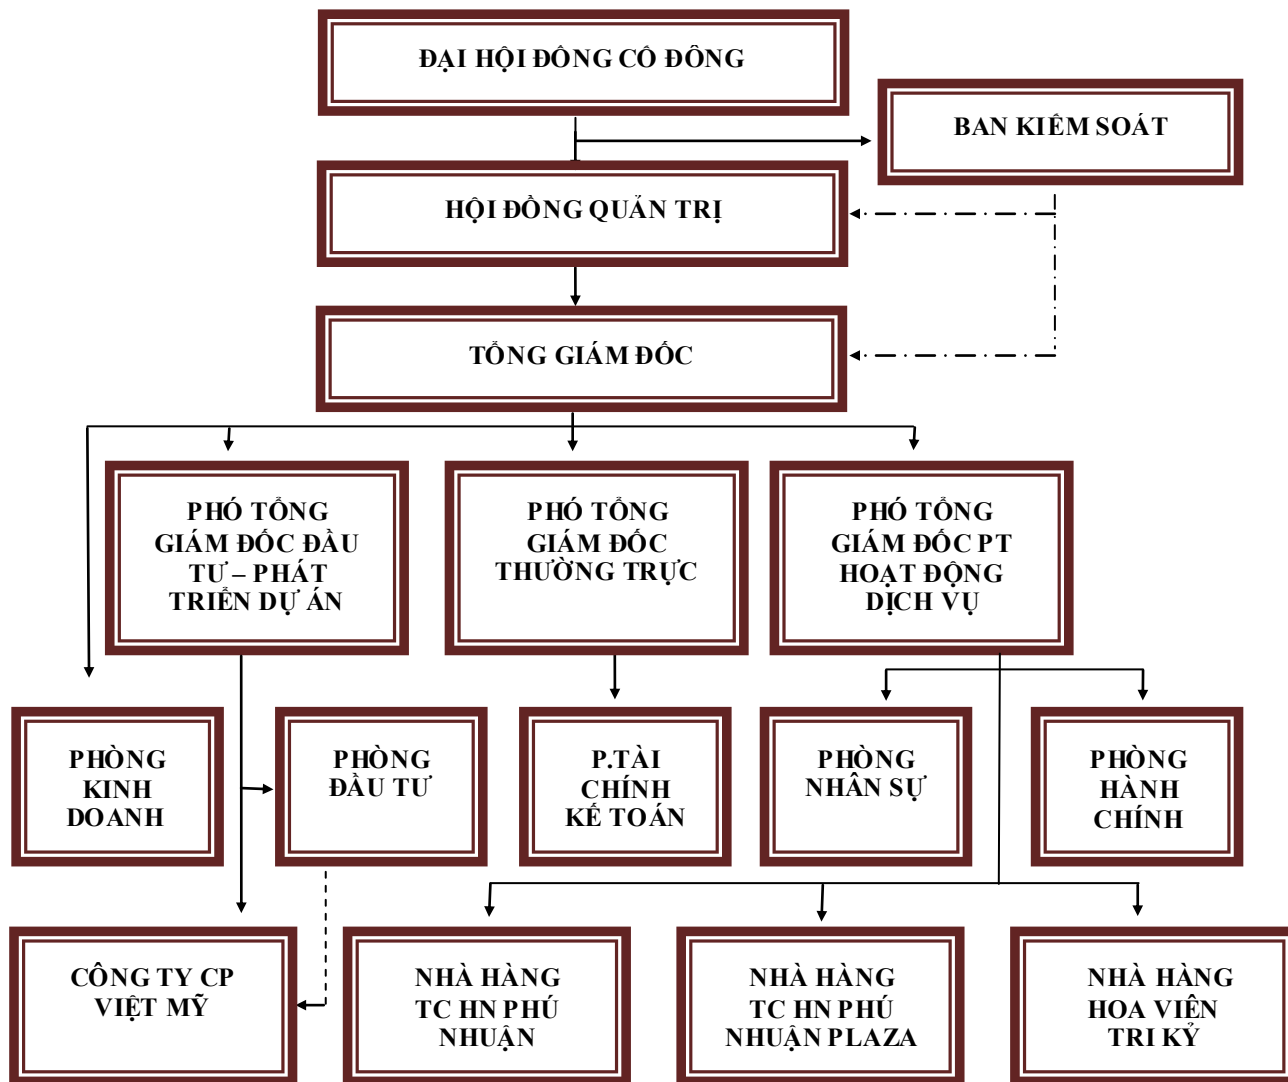 ĐẠI HỘI ĐỒNG CỔ ĐÔNG
BAN KIỂM SOÁT
HỘI ĐỒNG QUẢN TRỊ
TỔNG GIÁM ĐỐC
PHÓ TỔNG
GIÁM ĐỐC ĐẦU
TƯ – PHÁT
TRIỂN DỰ ÁN
PHÓ TỔNG
GIÁM ĐỐC
THƯỜNG TRỰC
PHÓ TỔNG
GIÁM ĐỐC PT
HOẠT ĐỘNG
DỊCH VỤ
PHÒNG
KINH
DOANH
PHÒNG
ĐẦU TƯ
P.TÀI
CHÍNH
KẾ TOÁN
PHÒNG
NHÂN SỰ
PHÒNG
HÀNH
CHÍNH
CÔNG TY CP
VIỆT MỸ
NHÀ HÀNG
TC HN PHÚ
NHUẬN
NHÀ HÀNG
TC HN PHÚ
NHUẬN PLAZA
NHÀ HÀNG
HOA VIÊN
TRI KỶ